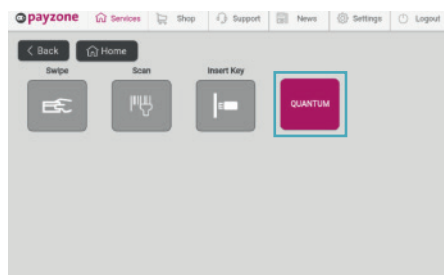 payzone Services Shop Support News Settings Logout
< Back Home
Swipe Scan Insert Key
QUANTUM